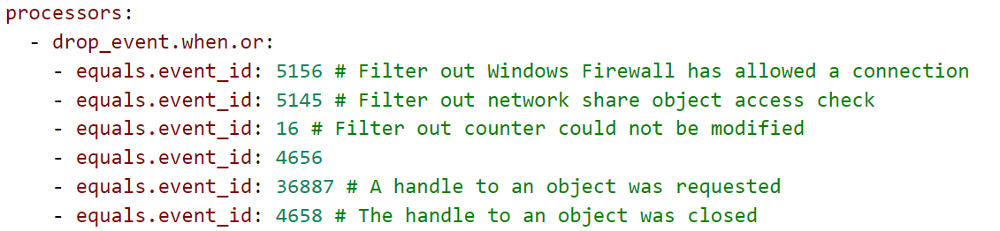 processors:
  - drop_event.when.or:
    - equals.event_id: 5156 # Filter out Windows Firewall has allowed a connection
    - equals.event_id: 5145 # Filter out network share object access check
    - equals.event_id: 16 # Filter out counter could not be modified
    - equals.event_id: 4656
    - equals.event_id: 36887 # A handle to an object was requested
    - equals.event_id: 4658 # The handle to an object was closed